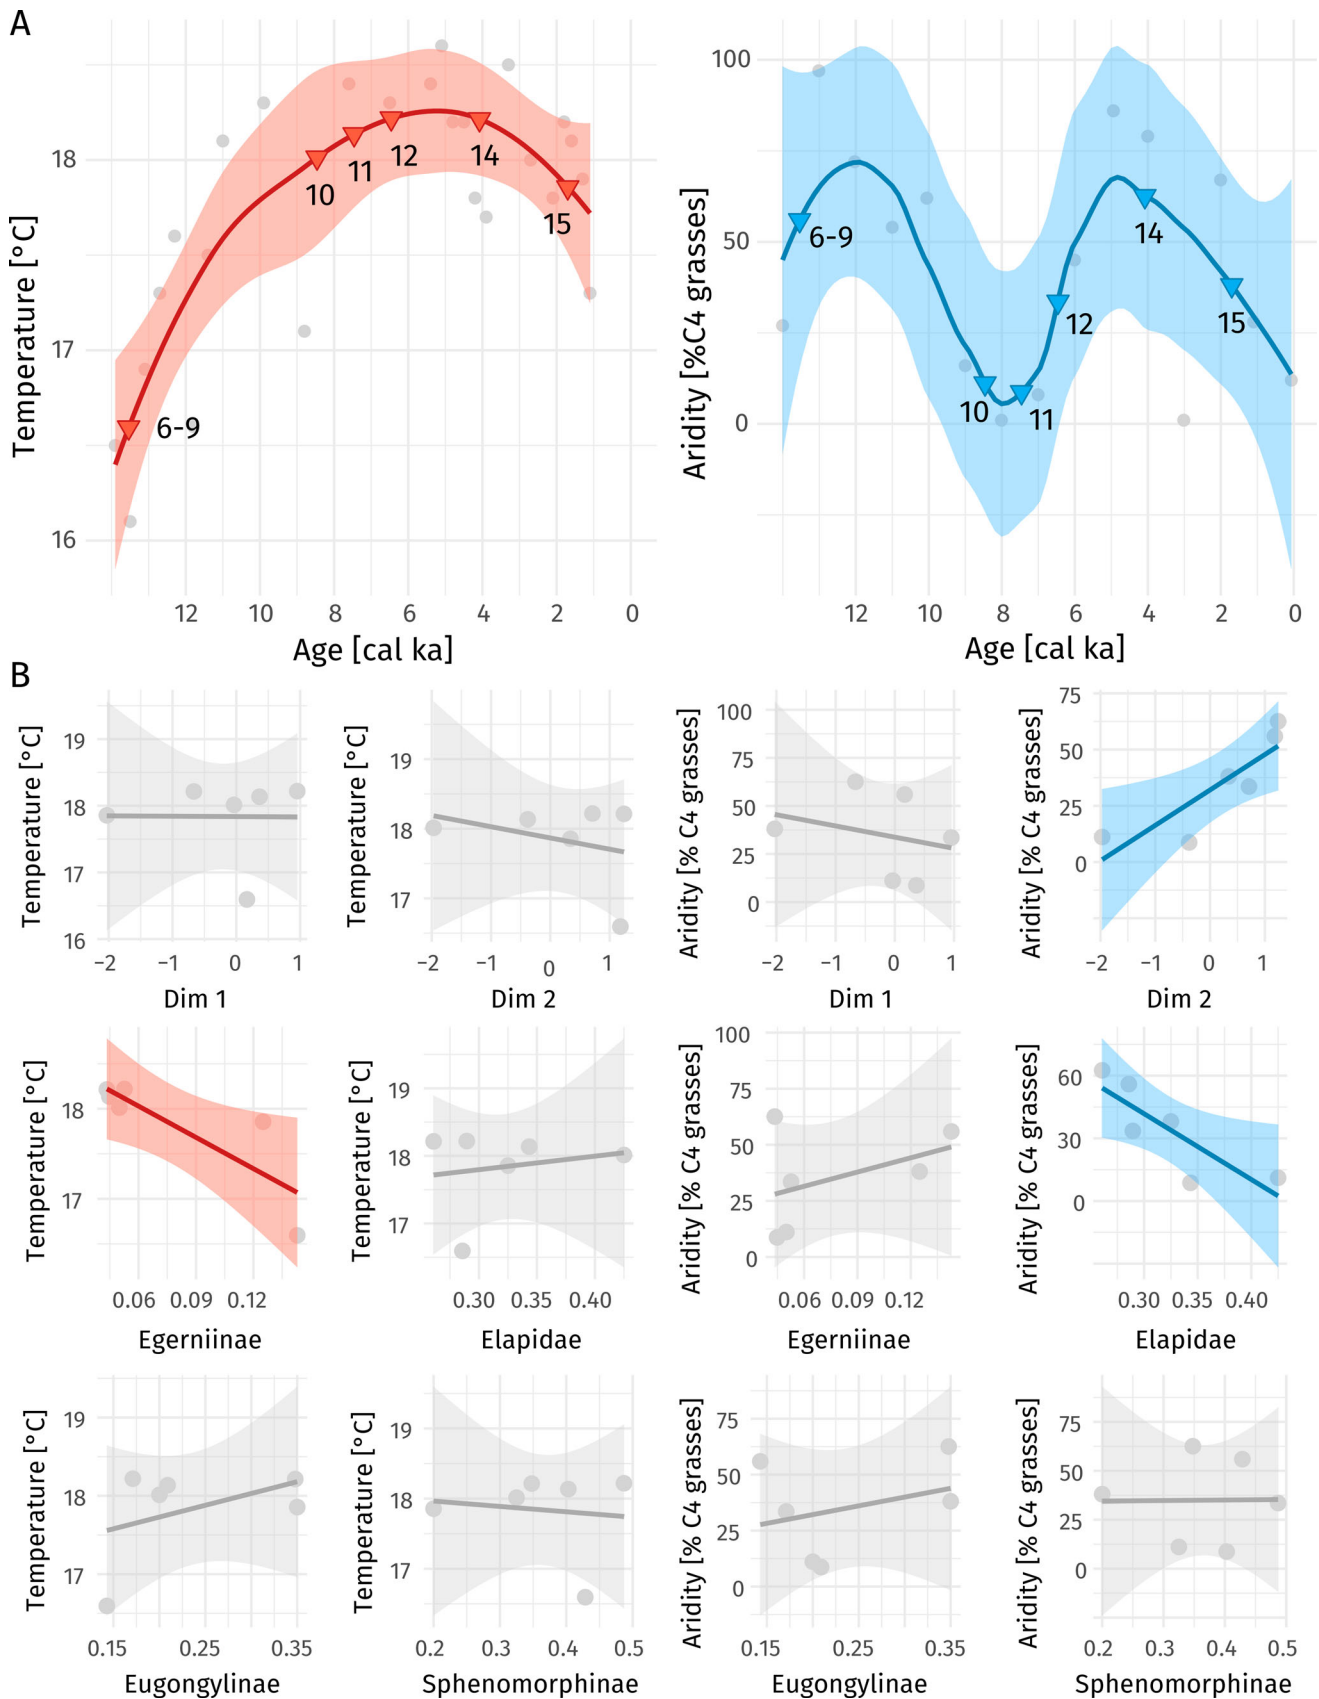 A
Temperature [°C]
18
17
16
6-9
10
11
12
14
15
12 10 8 6 4 2 0
Age [cal ka]
Aridity [%C4 grasses]
100
50
0
6-9
10
11
12
14
15
12 10 8 6 4 2 0
Age [cal ka]
B
Temperature [°C]
19
18
17
16
−2 −1 0 1
Dim 1
Temperature [°C]
19
18
17
−2 −1 0 1
Dim 2
Aridity [% C4 grasses]
100
75
50
25
0
−2 −1 0 1
Dim 1
Aridity [% C4 grasses]
75
50
25
0
−2 −1 0 1
Dim 2
Temperature [°C]
18
17
0.06 0.09 0.12
Egerniinae
Temperature [°C]
19
18
17
0.30 0.35 0.40
Elapidae
Aridity [% C4 grasses]
100
75
50
25
0
0.06 0.09 0.12
Egerniinae
Aridity [% C4 grasses]
60
30
0
0.30 0.35 0.40
Elapidae
Temperature [°C]
19
18
17
0.15 0.25 0.35
Eugongylinae
Temperature [°C]
19
18
17
0.2 0.3 0.4 0.5
Sphenomorphinae
Aridity [% C4 grasses]
75
50
25
0
0.15 0.25 0.35
Eugongylinae
Aridity [% C4 grasses]
75
50
25
0
0.2 0.3 0.4 0.5
Sphenomorphinae